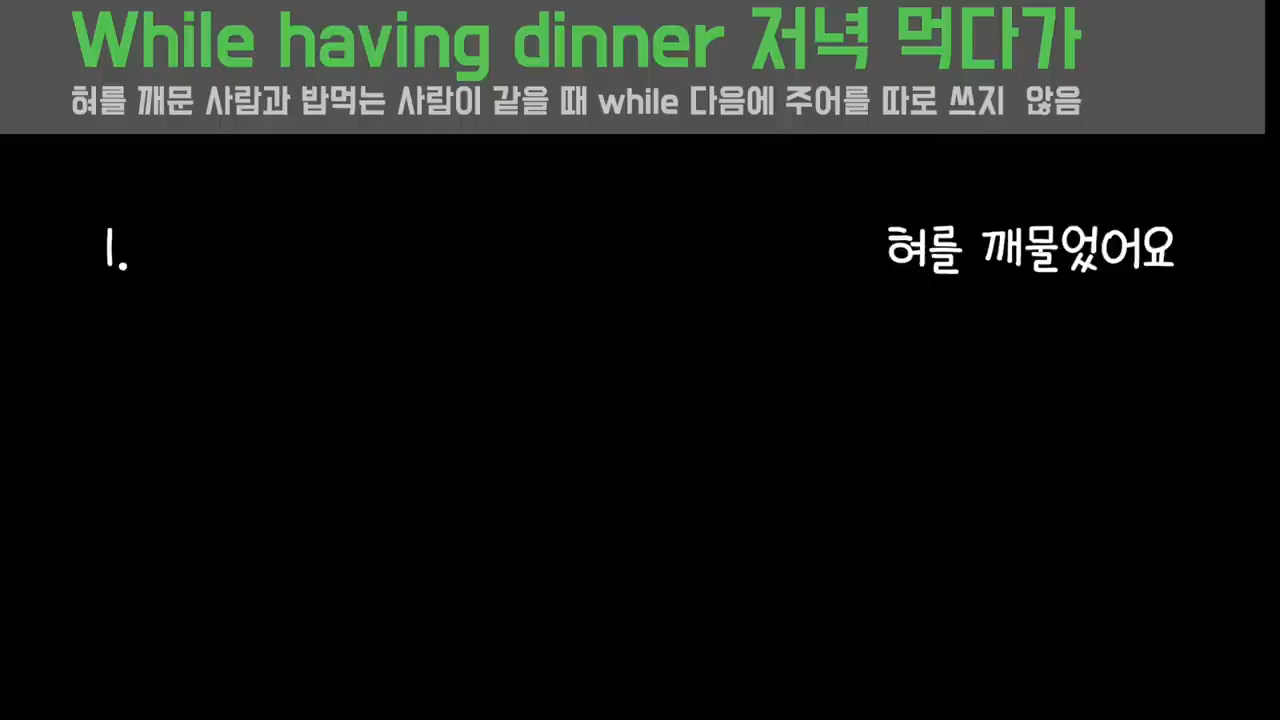 While having dinner 저녁 먹다가
혀를 깨문 사람과 밥먹는 사람이 같을 때 while 다음에 주어를 따로 쓰지 않음
1. 혀를 깨물었어요